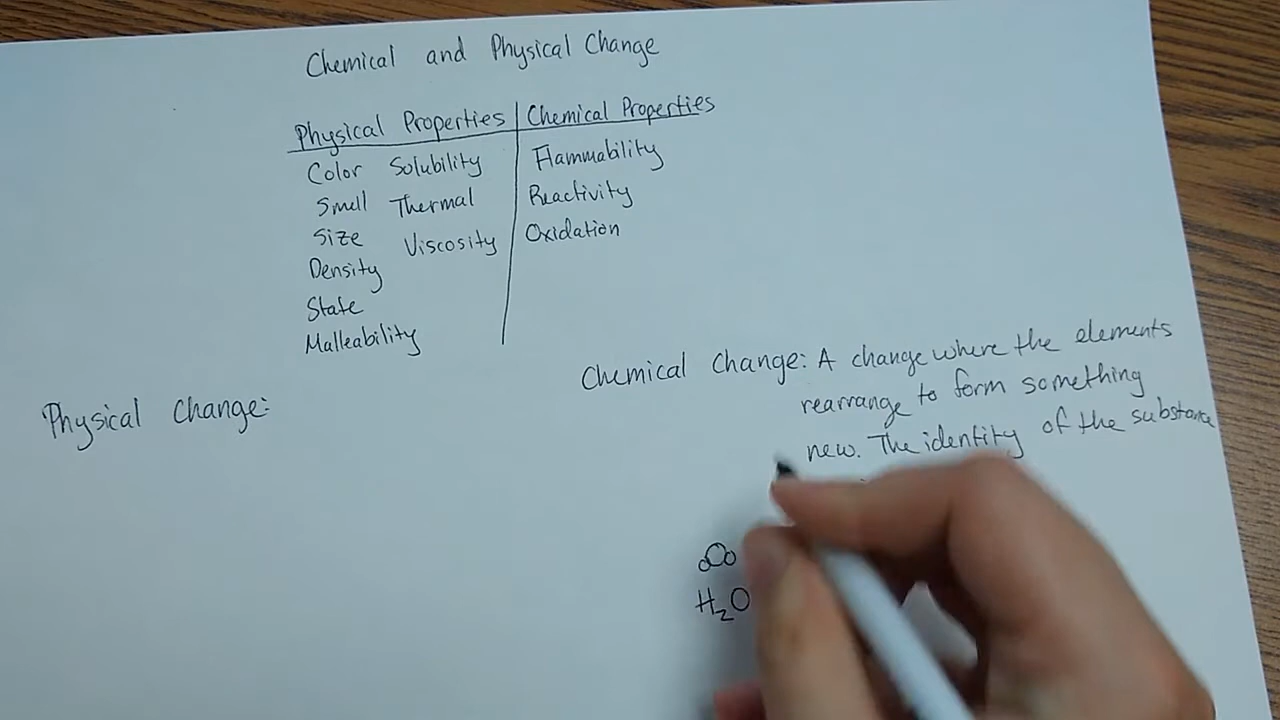 Chemical and Physical Change
Physical Properties
Chemical Properties
Color Solubility
Smell Thermal
Size Viscosity
Density
State
Malleability
Flammability
Reactivity
Oxidation
Physical Change:
Chemical Change: A change where the elements
rearrange to form something
new. The identity of the substance
H₂O